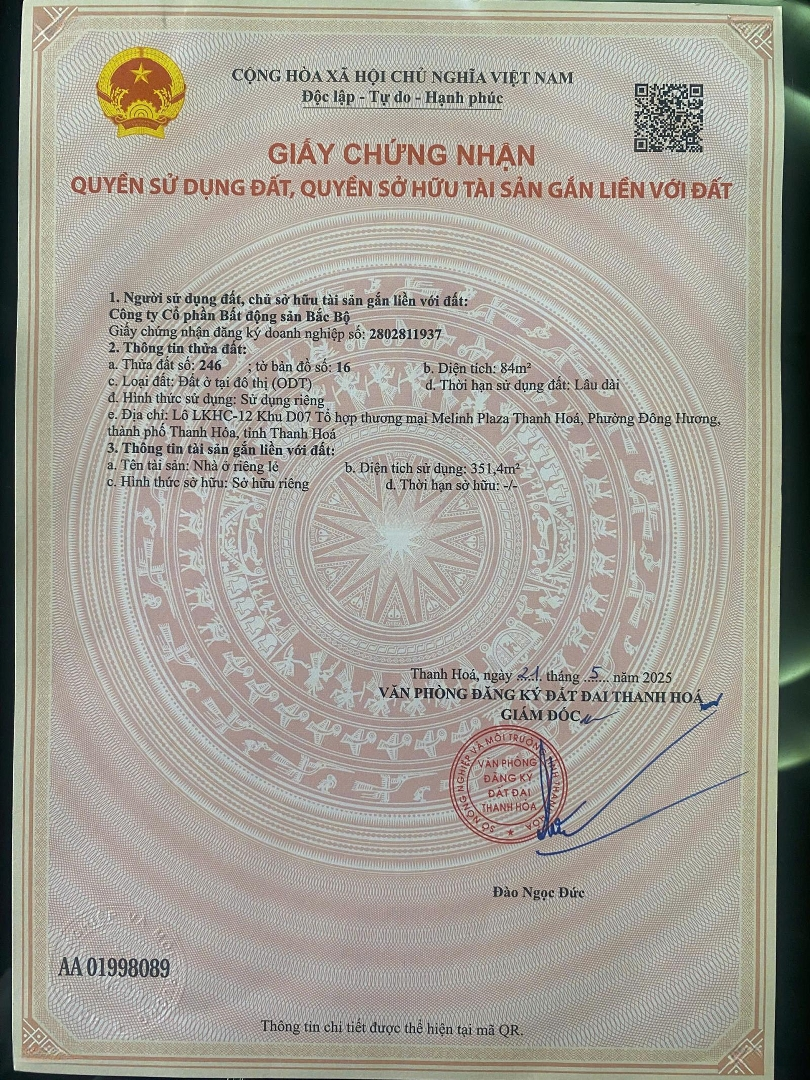 CỘNG HÒA XÃ HỘI CHỦ NGHĨA VIỆT NAM
Độc lập - Tự do - Hạnh phúc
GIẤY CHỨNG NHẬN
QUYỀN SỬ DỤNG ĐẤT, QUYỀN SỞ HỮU TÀI SẢN GẮN LIỀN VỚI ĐẤT
1. Người sử dụng đất, chủ sở hữu tài sản gắn liền với đất:
Công ty Cổ phần Bất động sản Bắc Bộ
Giấy chứng nhận đăng ký doanh nghiệp số: 2802811937
2. Thông tin thửa đất:
a. Thửa đất số: 246 ; tờ bản đồ số: 16 b. Diện tích: 84m²
c. Loại đất: Đất ở tại đô thị (ODT) d. Thời hạn sử dụng đất: Lâu dài
đ. Hình thức sử dụng: Sử dụng riêng
e. Địa chỉ: Lô LKHC-12 Khu D07 Tổ hợp thương mại Melinh Plaza Thanh Hoá, Phường Đông Hương,
thành phố Thanh Hóa, tỉnh Thanh Hoá
3. Thông tin tài sản gắn liền với đất:
a. Tên tài sản: Nhà ở riêng lẻ b. Diện tích sử dụng: 351,4m²
c. Hình thức sở hữu: Sở hữu riêng d. Thời hạn sở hữu: -/-
Thanh Hoá, ngày 21 tháng 5 năm 2025
VĂN PHÒNG ĐĂNG KÝ ĐẤT ĐAI THANH HOÁ
GIÁM ĐỐC
SỞ NÔNG NGHIỆP VÀ MÔI TRƯỜNG TỈNH THANH HÓA
VĂN PHÒNG
ĐĂNG KÝ
ĐẤT ĐAI
THANH HÓA
Đào Ngọc Đức
AA 01998089
Thông tin chi tiết được thể hiện tại mã QR.